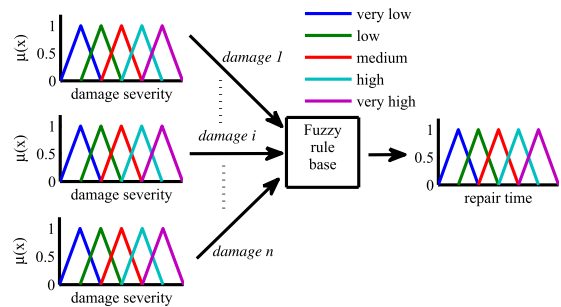 μ(x)
1
0.5
0
damage severity
damage 1
very low
low
medium
high
very high
μ(x)
1
0.5
0
damage severity
damage i
Fuzzy
rule
base
1
0.5
0
repair time
μ(x)
1
0.5
0
damage severity
damage n